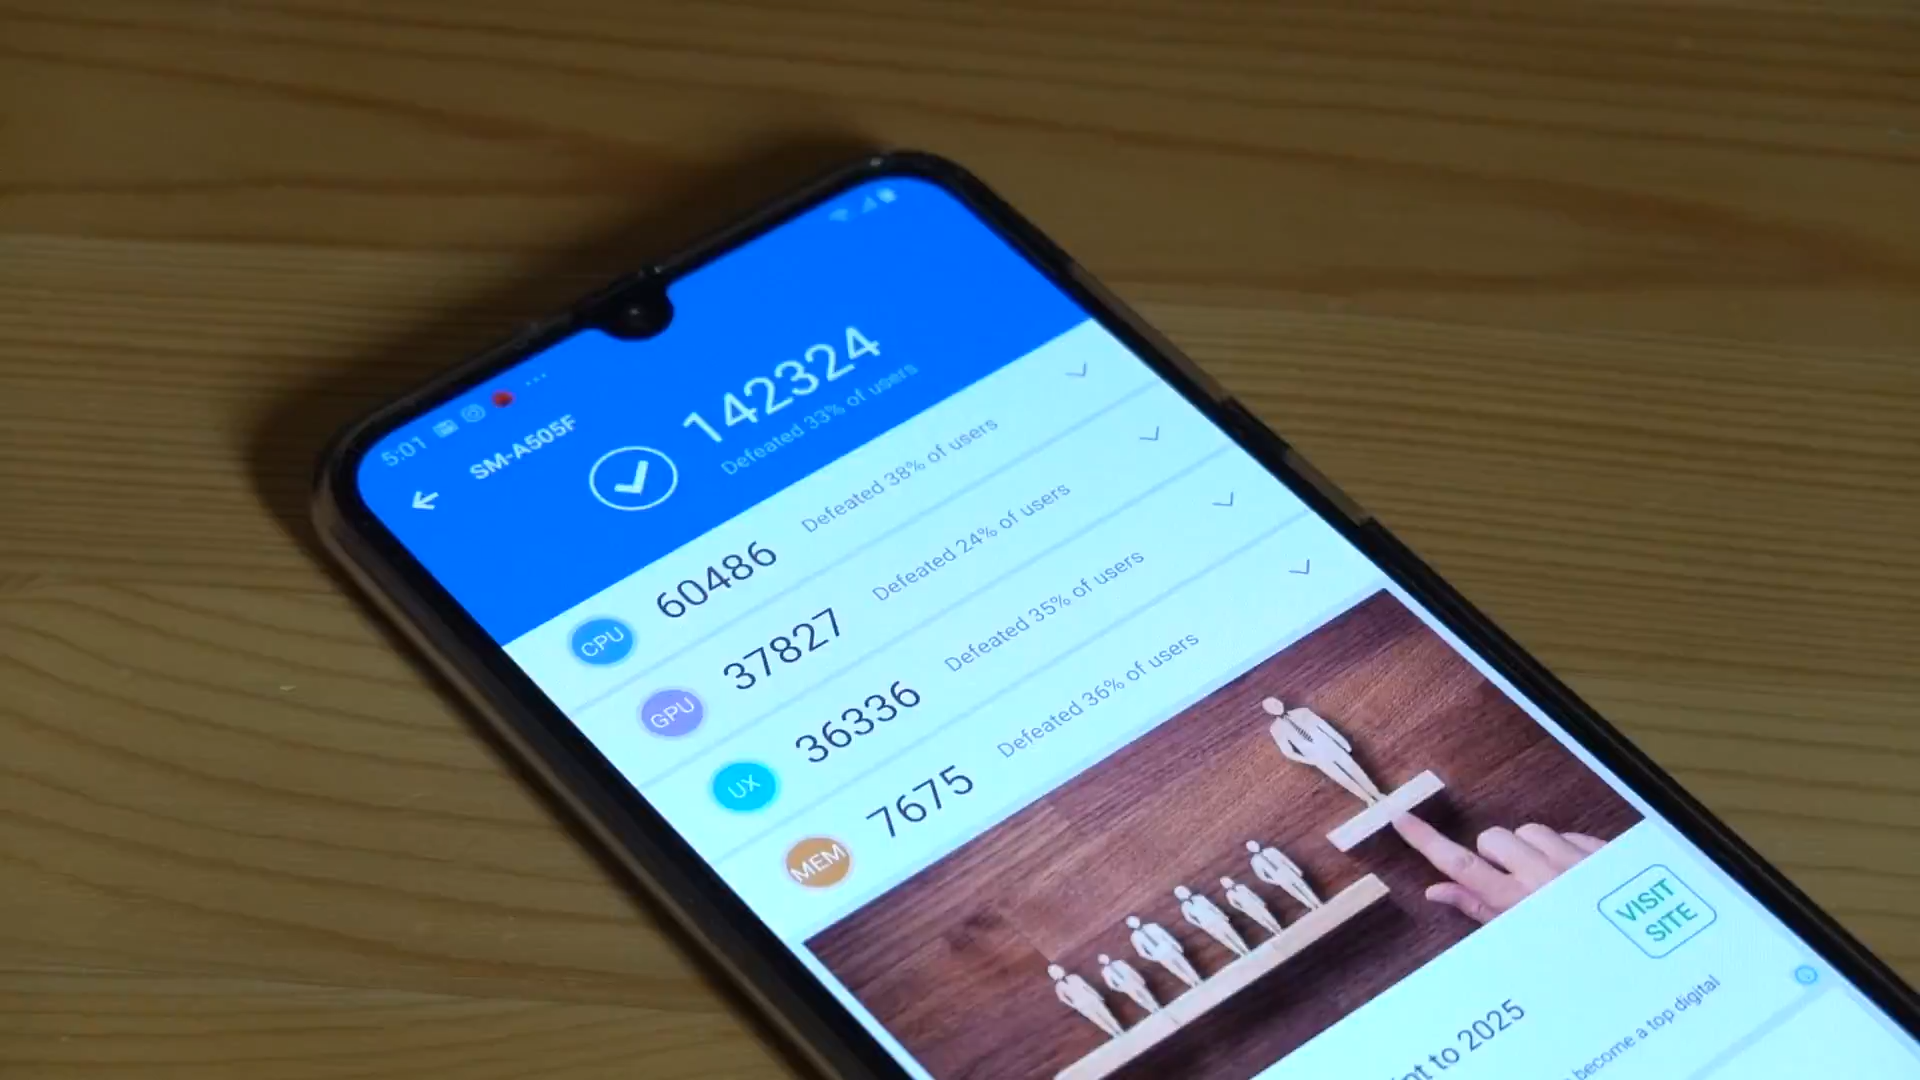 5:01
SM-A505F
142324
Defeated 33% of users
CPU 60486 Defeated 38% of users
GPU 37827 Defeated 24% of users
UX 36336 Defeated 35% of users
MEM 7675 Defeated 36% of users
VISIT
SITE
to 2025
become a top digital